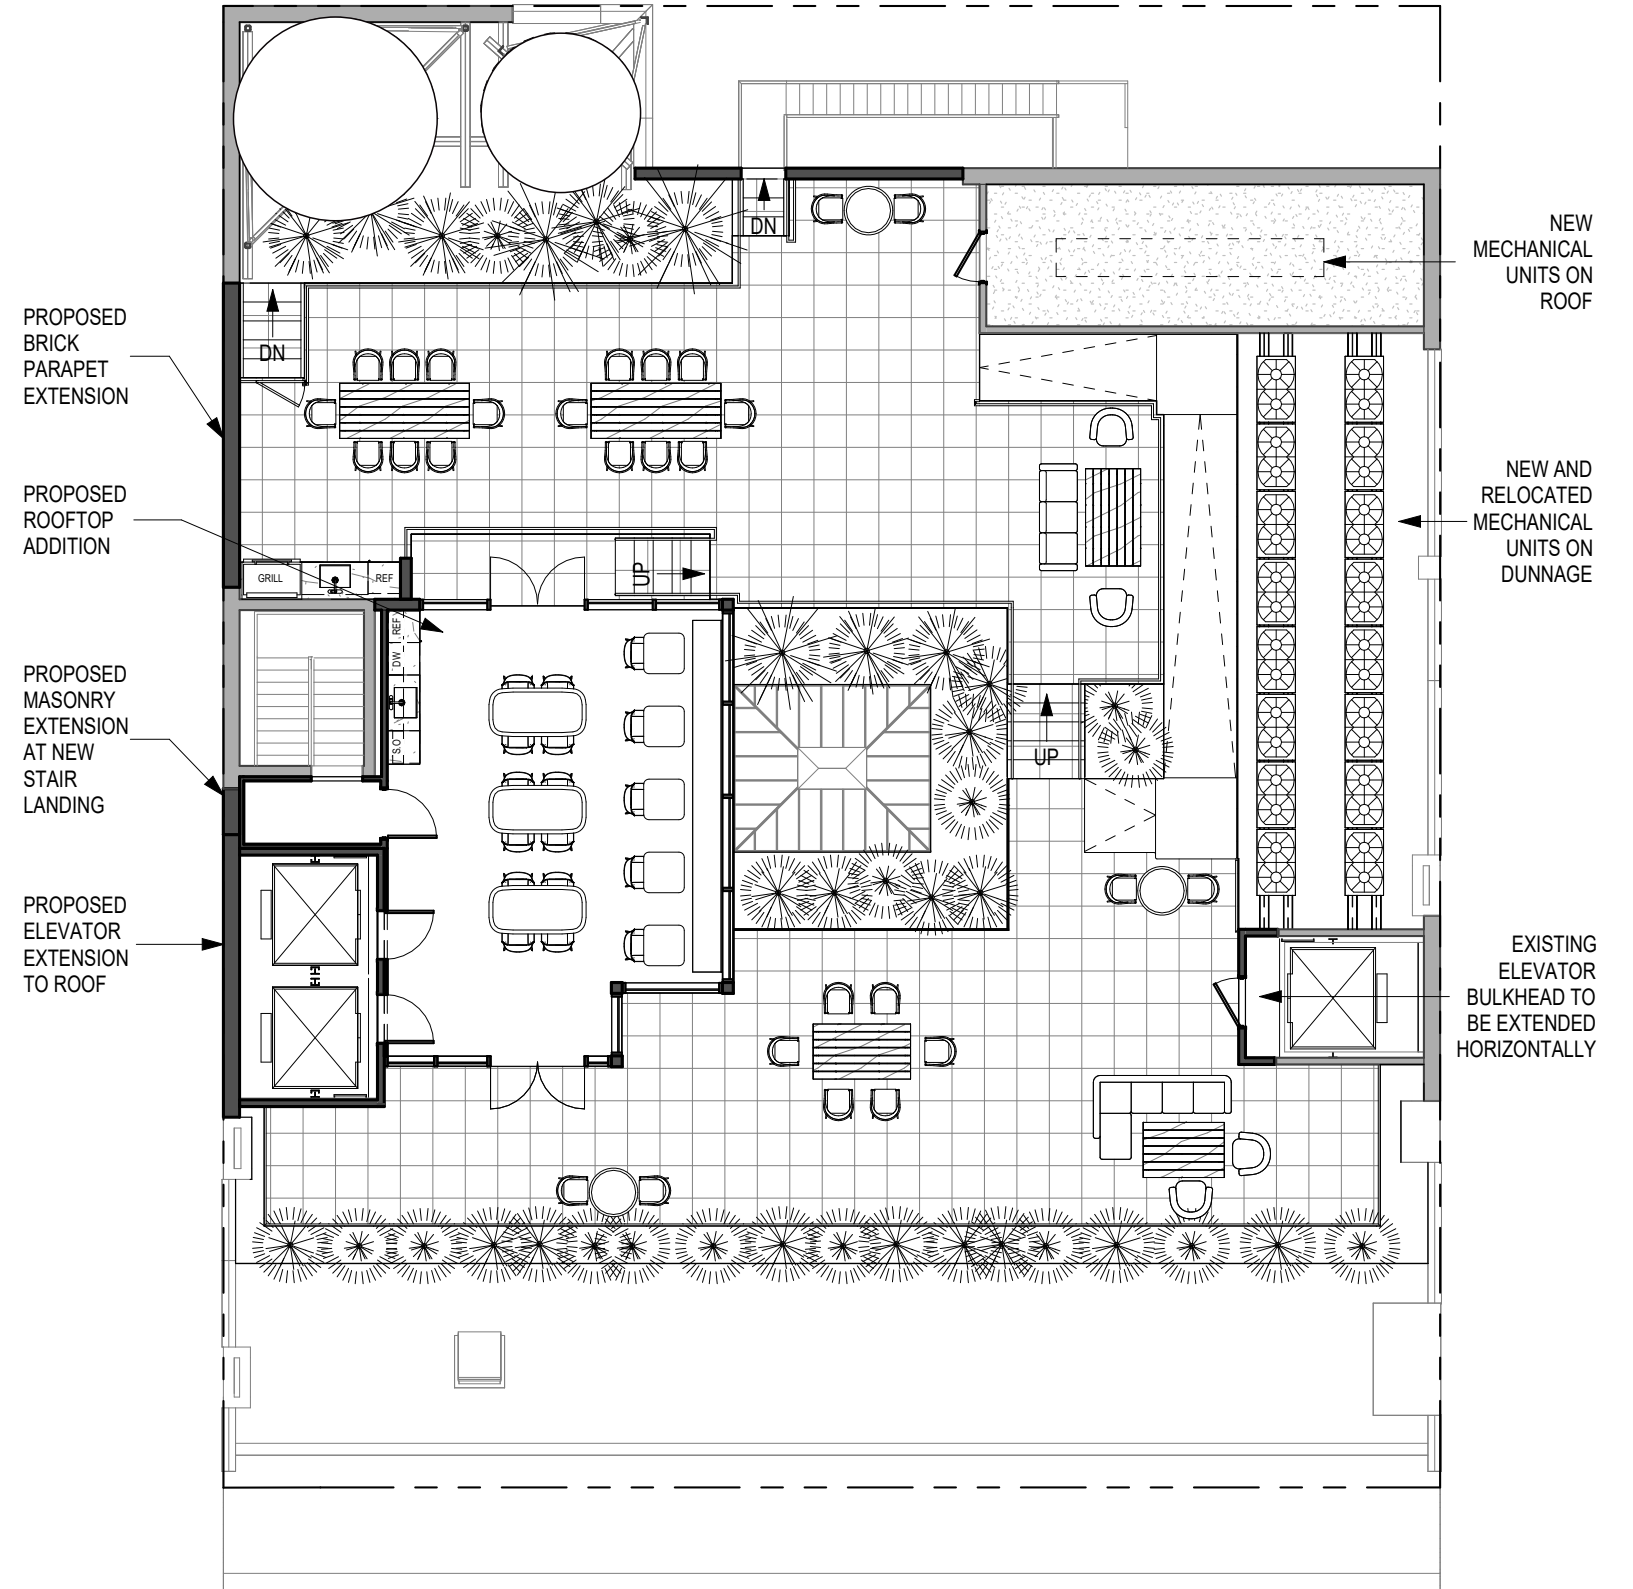 DN
NEW
MECHANICAL
UNITS ON
ROOF
PROPOSED
BRICK
PARAPET
EXTENSION
DN
PROPOSED
ROOFTOP
ADDITION
NEW AND
RELOCATED
MECHANICAL
UNITS ON
DUNNAGE
GRILL
REF
UP
REF
DW
S.O
PROPOSED
MASONRY
EXTENSION
AT NEW
STAIR
LANDING
UP
PROPOSED
ELEVATOR
EXTENSION
TO ROOF
EXISTING
ELEVATOR
BULKHEAD TO
BE EXTENDED
HORIZONTALLY